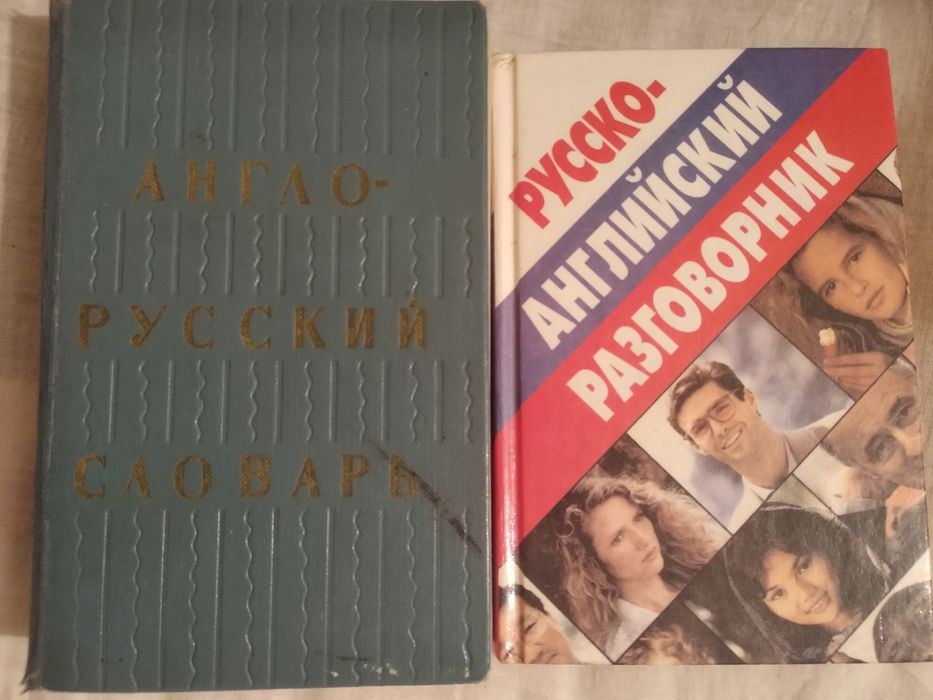 АНГЛО-
РУССКИЙ
СЛОВАРЬ
РУССКО-
АНГЛИЙСКИЙ
РАЗГОВОРНИК